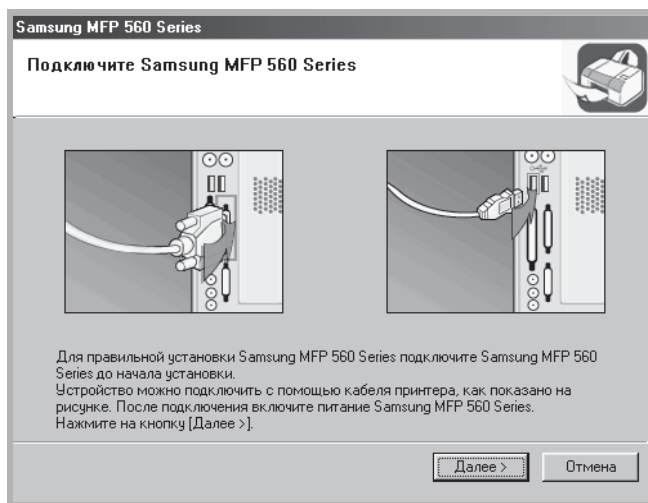 Samsung MFP 560 Series
Подключите Samsung MFP 560 Series
Для правильной установки Samsung MFP 560 Series подключите Samsung MFP 560
Series до начала установки.
Устройство можно подключить с помощью кабеля принтера, как показано на
рисунке. После подключения включите питание Samsung MFP 560 Series.
Нажмите на кнопку [Далее >].
Далее >
Отмена